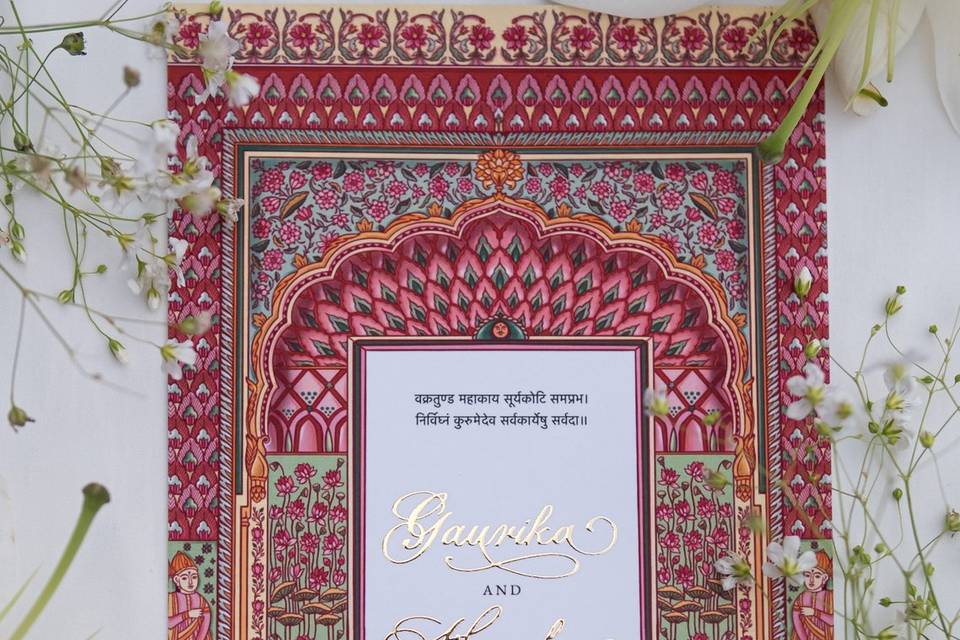 वक्रतुण्ड महाकाय सूर्यकोटि समप्रभ।
निर्विघ्नं कुरुमेदेव सर्वकार्येषु सर्वदा॥
Gaurika
AND